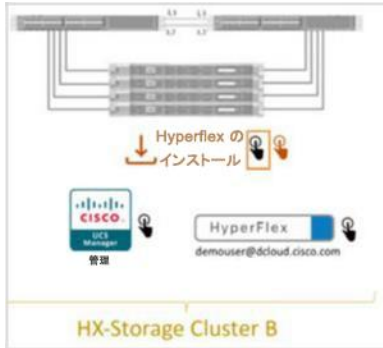 Hyperflex の
インストール
CISCO
UCS
Manager
管理
HyperFlex
demouser@dcloud.cisco.com
HX-Storage Cluster B